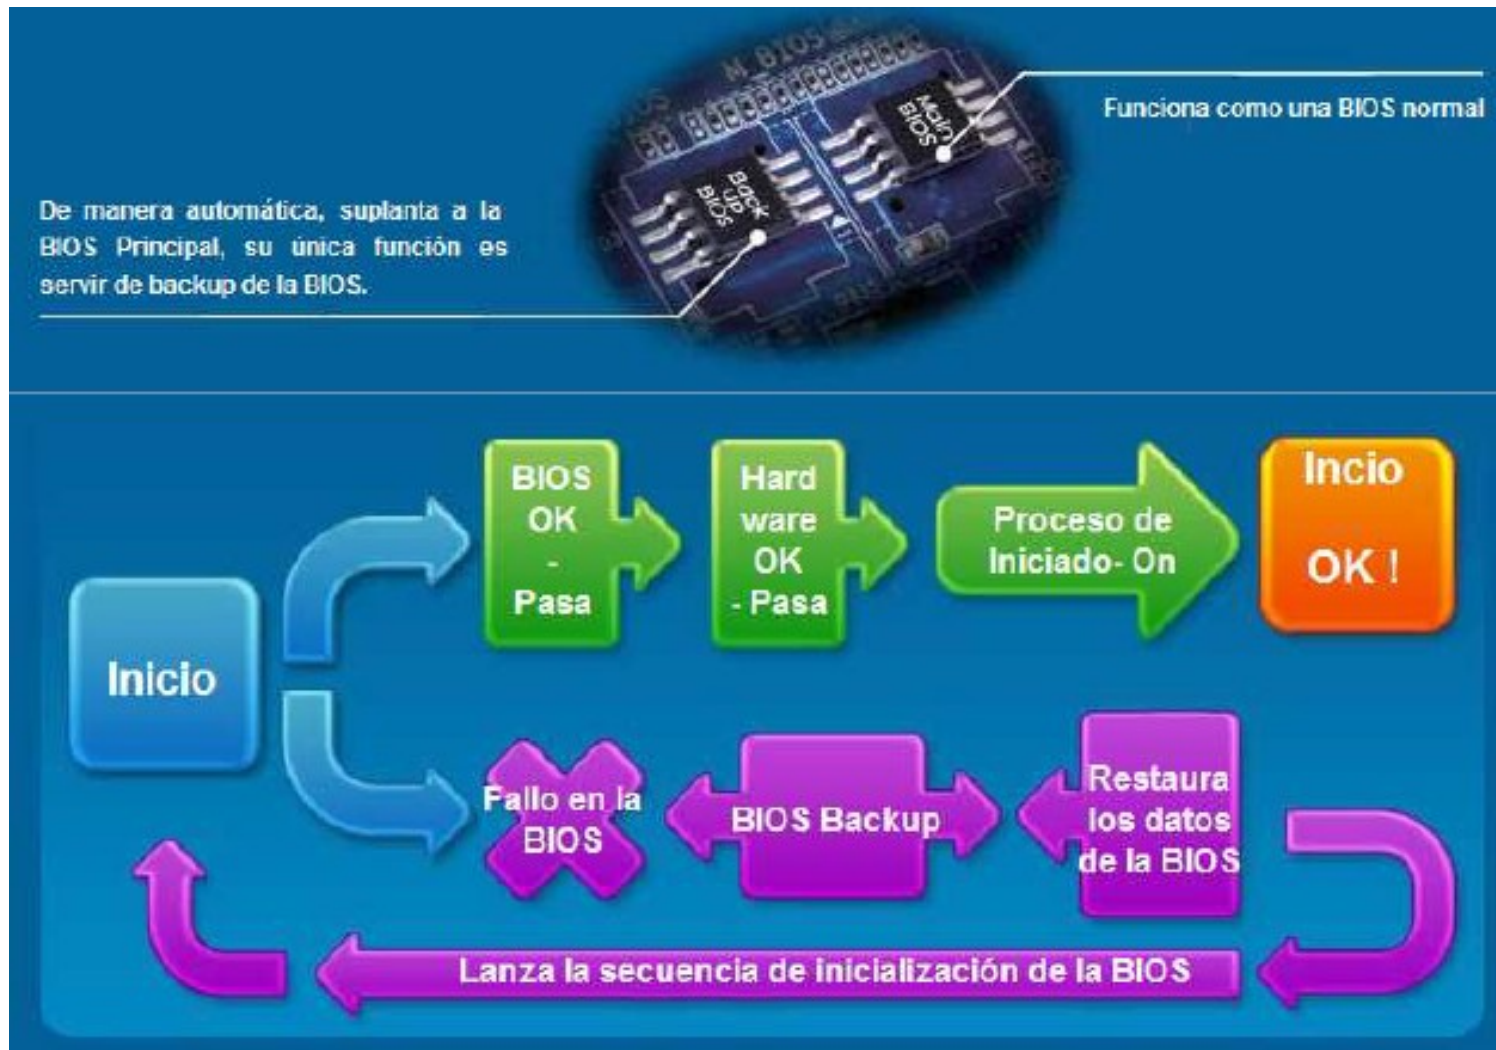 M_BIOS
Main
BIOS
Funciona como una BIOS normal
Back
up
BIOS
De manera automática, suplanta a la
BIOS Principal, su única función es
servir de backup de la BIOS.
BIOS
OK
-
Pasa
Hard
ware
OK
- Pasa
Proceso de
Iniciado- On
Incio
OK !
Inicio
Fallo en la
BIOS
BIOS Backup
Restaura
los datos
de la BIOS
Lanza la secuencia de inicialización de la BIOS